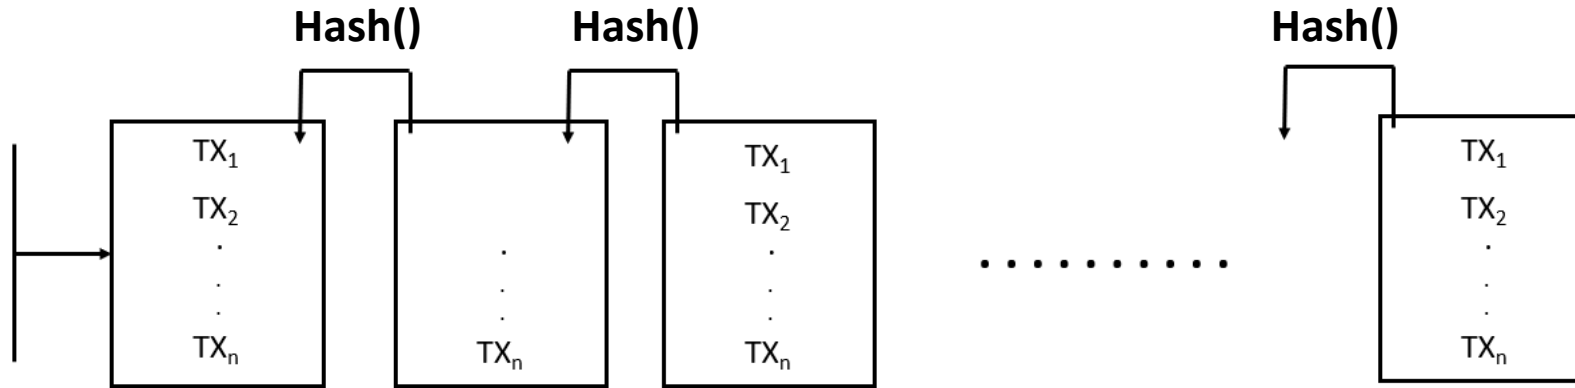 Hash() Hash() Hash()
TX₁ TX₁ TX₁
TX₂ TX₂ TX₂
TXₙ TXₙ TXₙ TXₙ